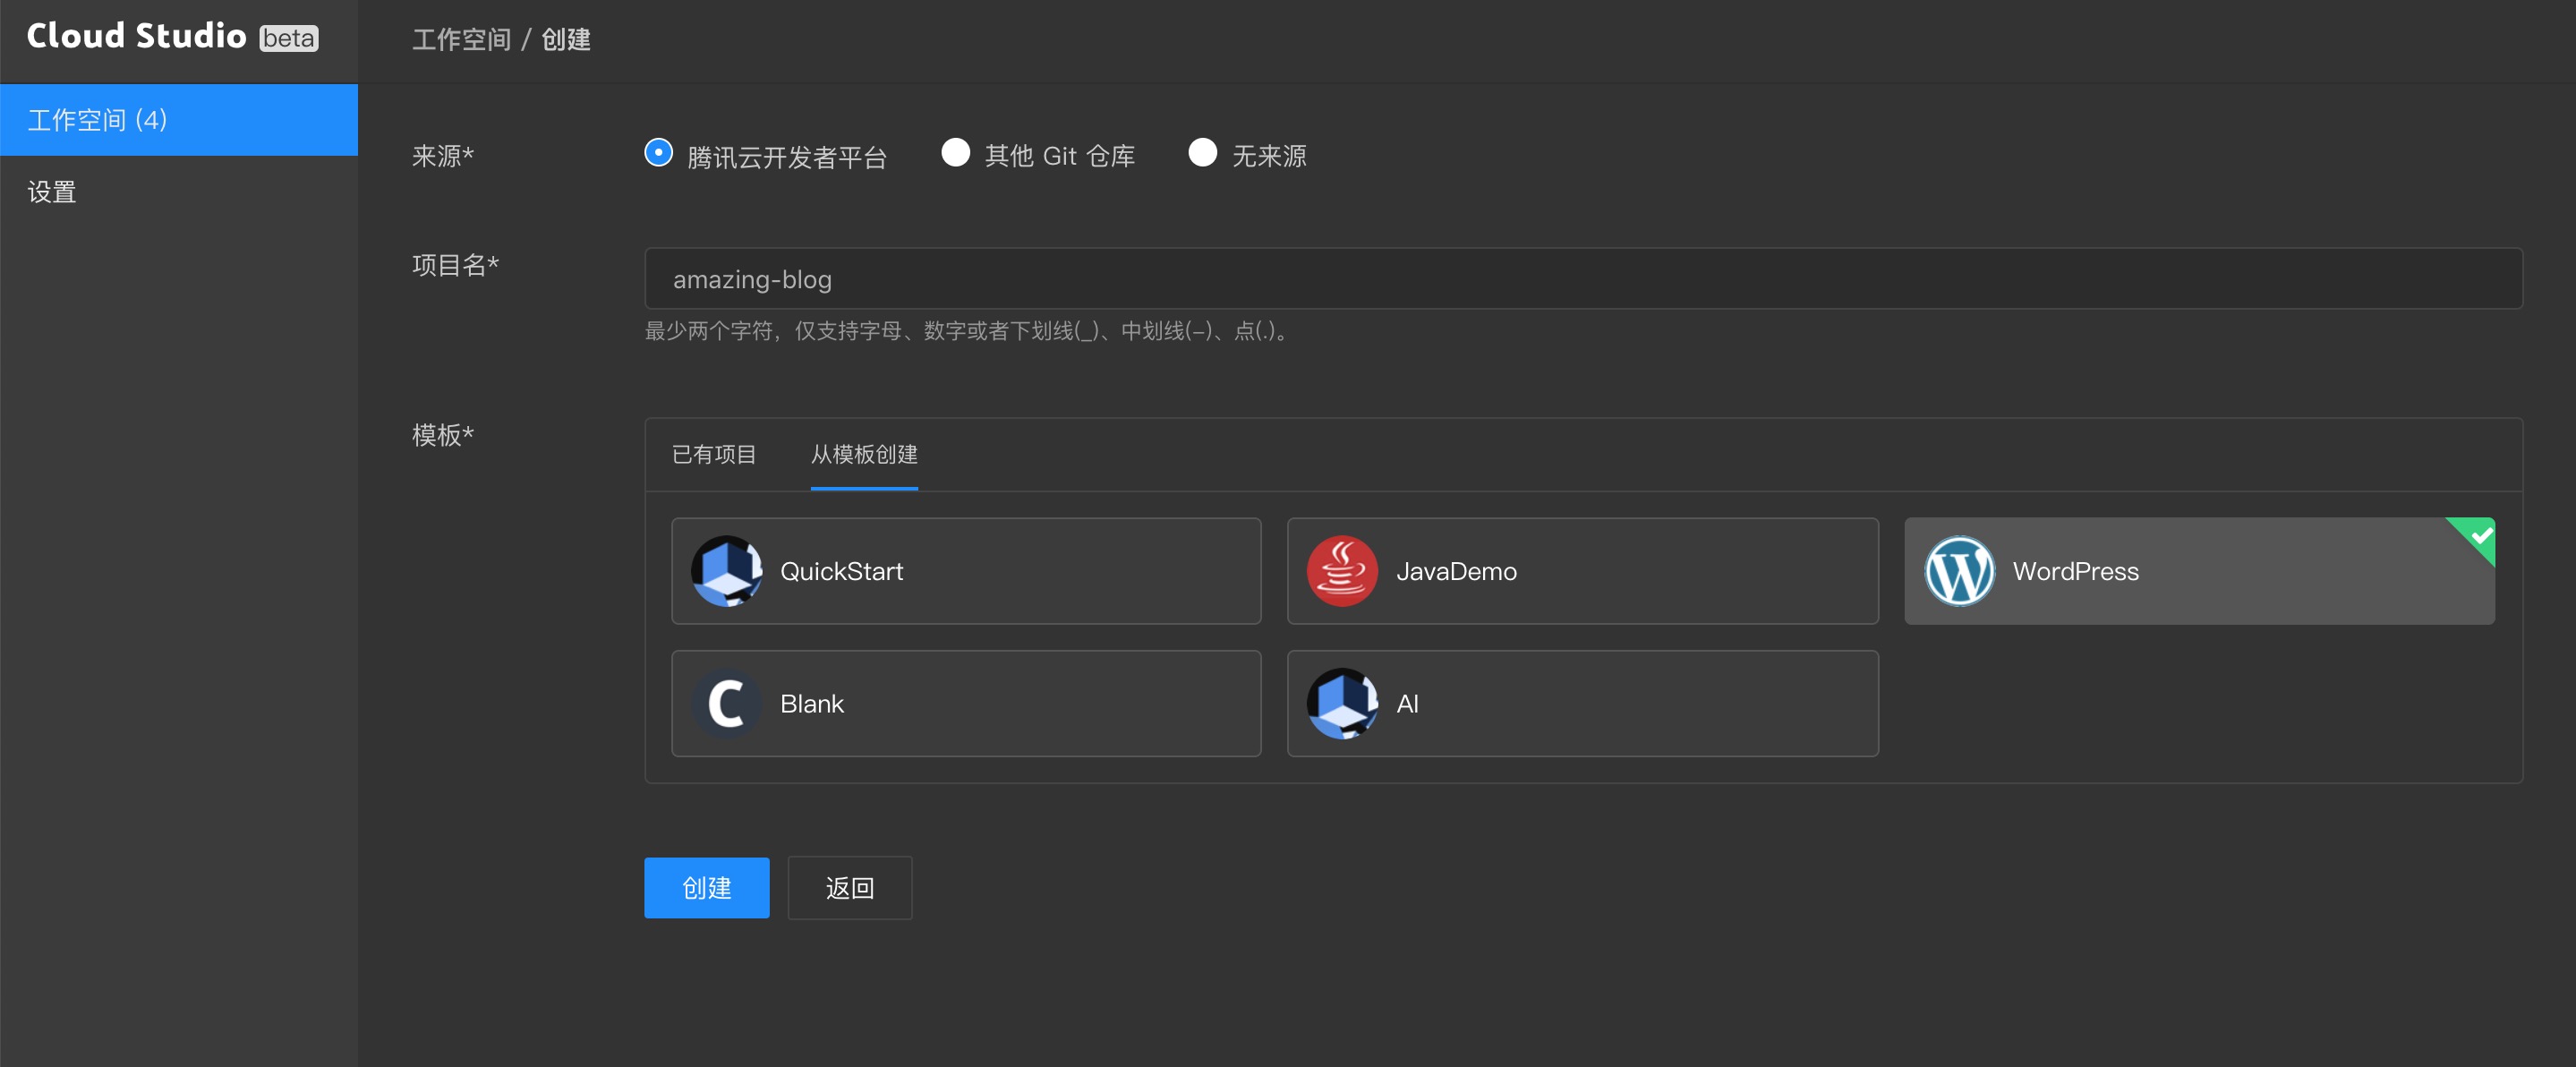 Cloud Studio beta
工作空间 / 创建
工作空间 (4)
设置
来源*
腾讯云开发者平台
其他 Git 仓库
无来源
项目名*
amazing-blog
最少两个字符，仅支持字母、数字或者下划线(_)、中划线(-)、点(.)。
模板*
已有项目
从模板创建
QuickStart
JavaDemo
WordPress
Blank
AI
创建
返回